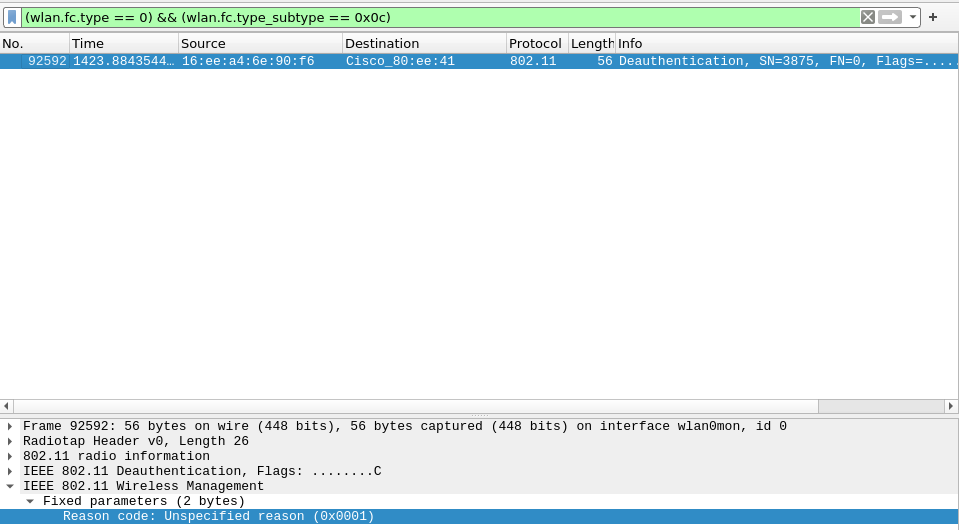 (wlan.fc.type == 0) && (wlan.fc.type_subtype == 0x0c)
No. Time Source Destination Protocol Length Info
92592 1423.8843544… 16:ee:a4:6e:90:f6 Cisco_80:ee:41 802.11 56 Deauthentication, SN=3875, FN=0, Flags=.....
Frame 92592: 56 bytes on wire (448 bits), 56 bytes captured (448 bits) on interface wlan0mon, id 0
Radiotap Header v0, Length 26
802.11 radio information
IEEE 802.11 Deauthentication, Flags: ........C
IEEE 802.11 Wireless Management
Fixed parameters (2 bytes)
Reason code: Unspecified reason (0x0001)